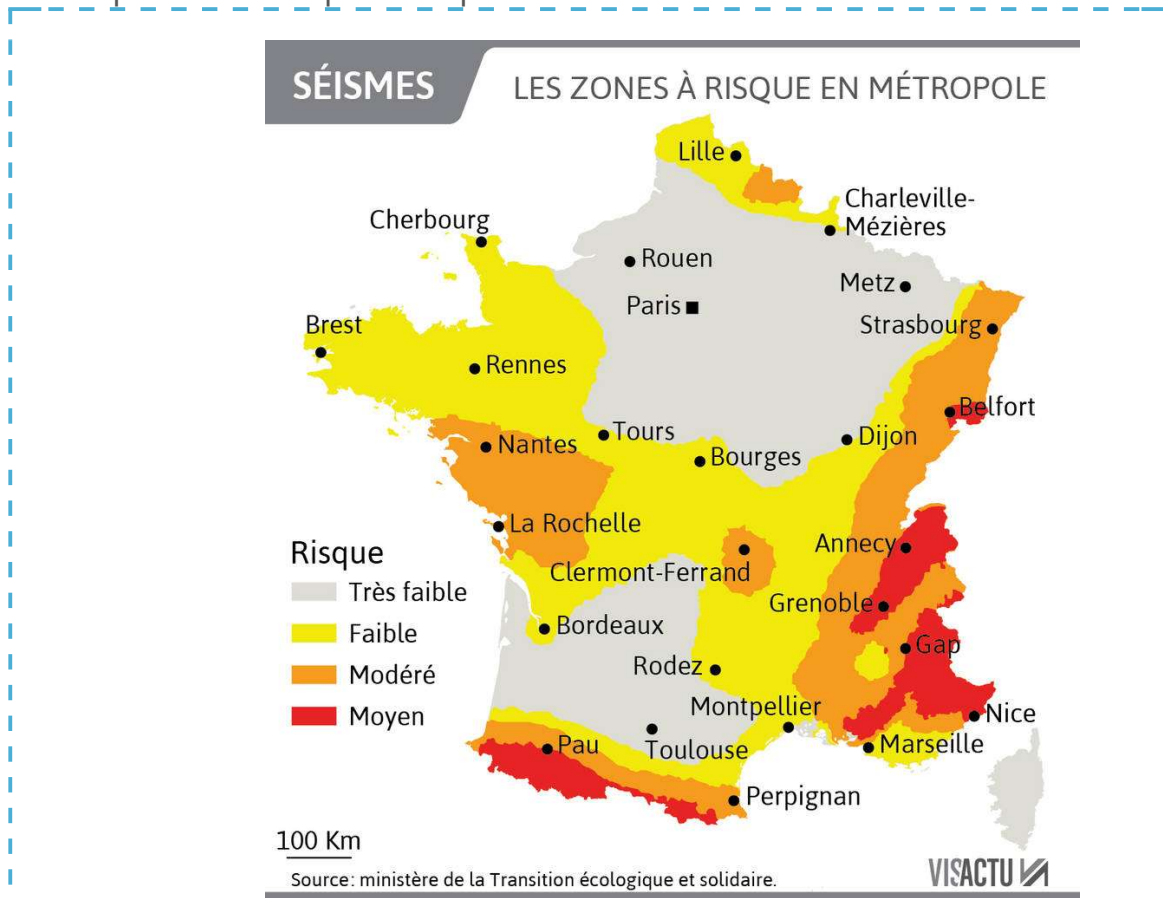 SÉISMES
LES ZONES À RISQUE EN MÉTROPOLE
Lille
Charleville-
Mézières
Cherbourg
Rouen
Metz
Paris
Strasbourg
Brest
Rennes
Belfort
Tours
Dijon
Nantes
Bourges
La Rochelle
Annecy
Clermont-Ferrand
Grenoble
Bordeaux
Gap
Rodez
Montpellier
Nice
Pau
Toulouse
Marseille
Perpignan
Risque
Très faible
Faible
Modéré
Moyen
100 Km
Source: ministère de la Transition écologique et solidaire.
VISACTU